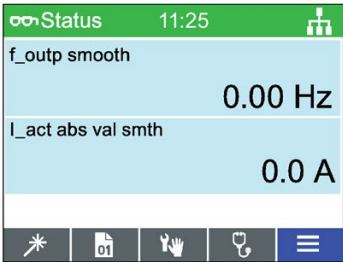 Status 11:25
f_outp smooth
0.00 Hz
I_act abs val smth
0.0 A
01